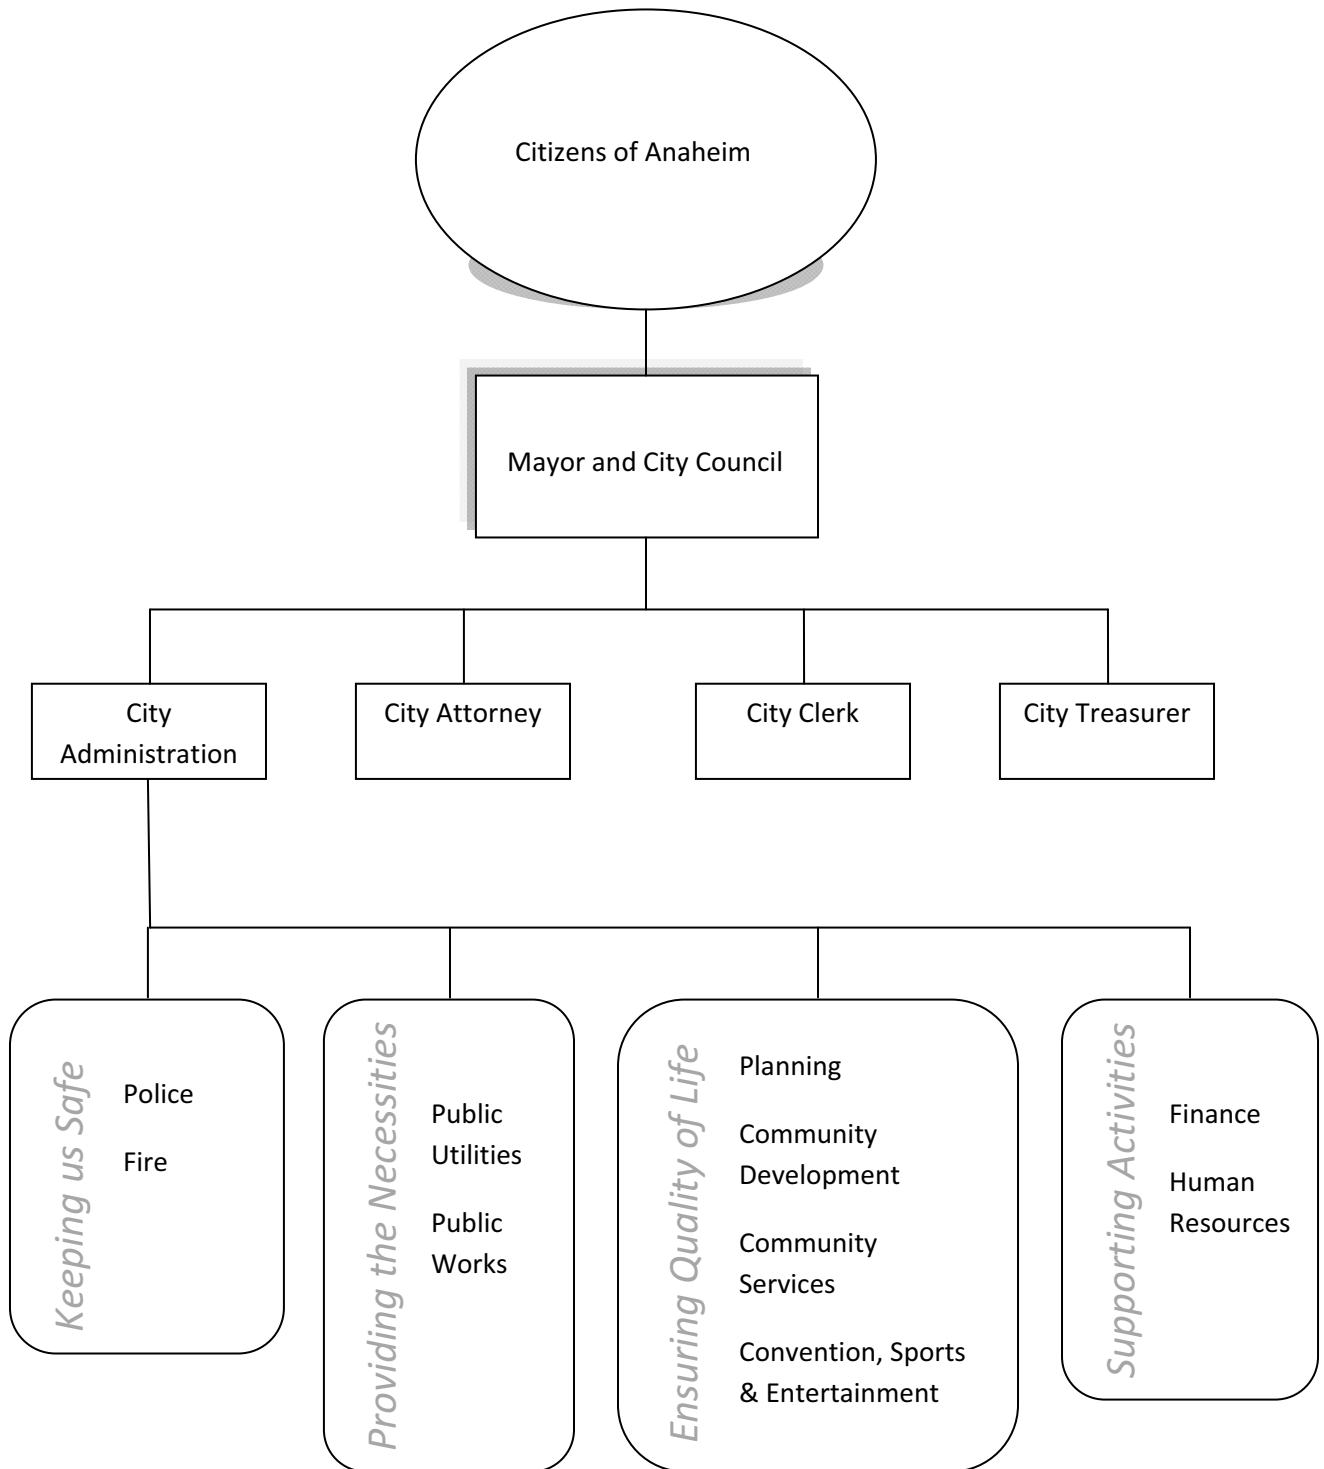 Citizens of Anaheim
Mayor and City Council
City
Administration
City Attorney
City Clerk
City Treasurer
Keeping us Safe
Police
Fire
Providing the Necessities
Public
Utilities
Public
Works
Ensuring Quality of Life
Planning
Community
Development
Community
Services
Convention, Sports
& Entertainment
Supporting Activities
Finance
Human
Resources